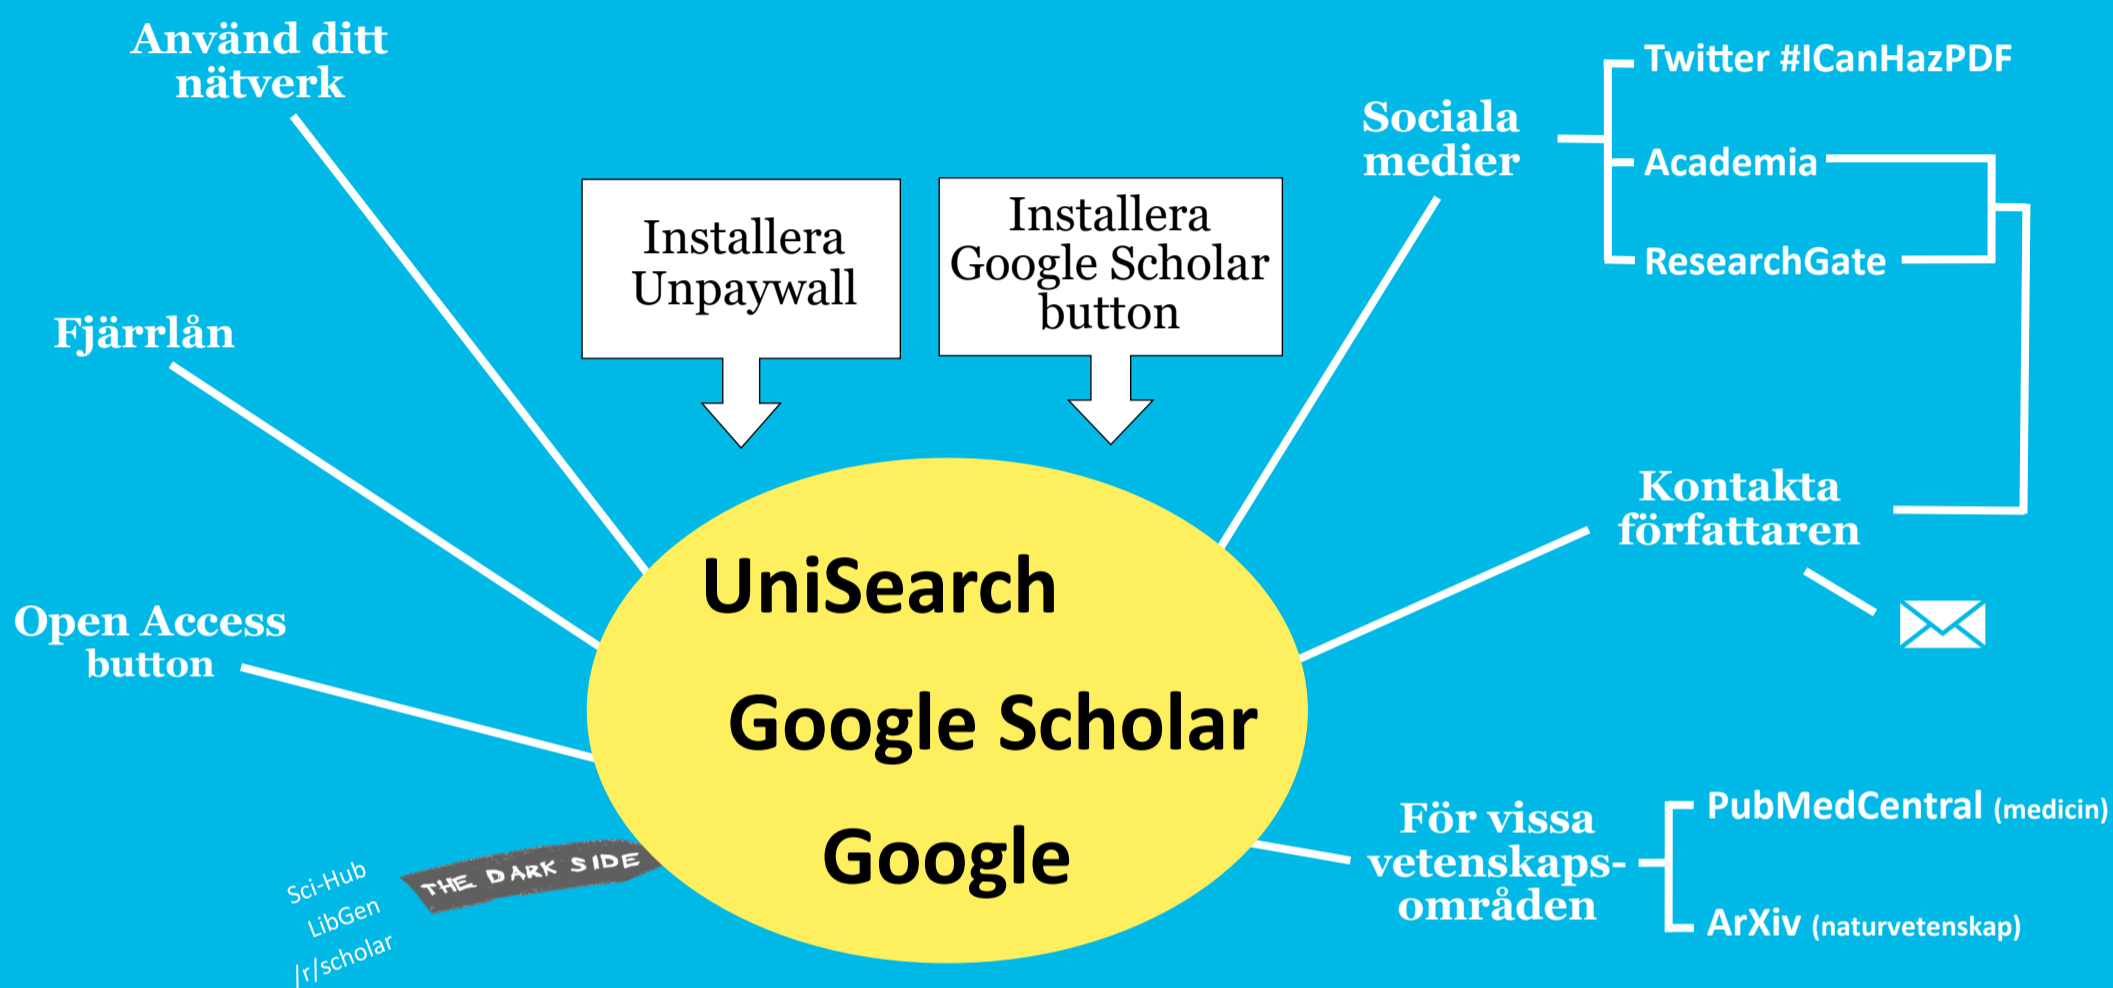 Använd ditt
nätverk
Fjärrlån
Open Access
button
Installera
Unpaywall
Installera
Google Scholar
button
Sociala
medier
Twitter #ICanHazPDF
Academia
ResearchGate
Kontakta
författaren
UniSearch
Google Scholar
Google
För vissa
vetenskaps-
områden
PubMedCentral (medicin)
ArXiv (naturvetenskap)
THE DARK SIDE
Sci-Hub
LibGen
/r/scholar